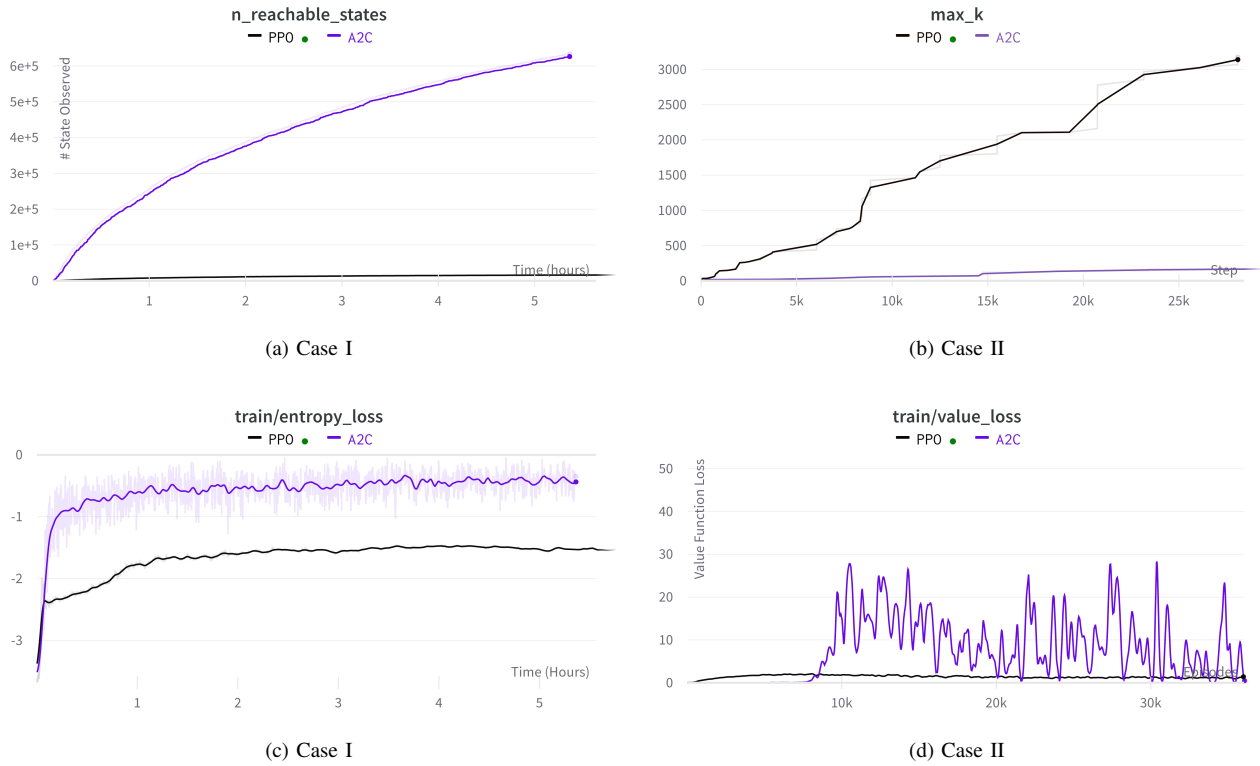 n_reachable_states
PPO A2C
# State Observed
6e+5
5e+5
4e+5
3e+5
2e+5
1e+5
0
Time (hours)
1 2 3 4 5
(a) Case I
max_k
PPO A2C
3000
2500
2000
1500
1000
500
0
Step
0 5k 10k 15k 20k 25k
(b) Case II
train/entropy_loss
PPO A2C
0
-1
-2
-3
Time (Hours)
1 2 3 4 5
(c) Case I
train/value_loss
PPO A2C
Value Function Loss
50
40
30
20
10
0
Episodes
10k 20k 30k
(d) Case II